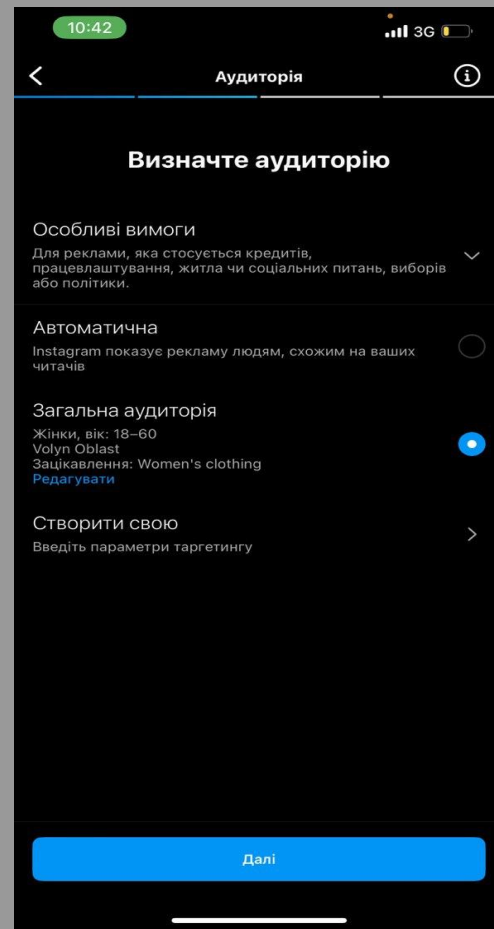 10:42
3G
Аудиторія
Визначте аудиторію
Особливі вимоги
Для реклами, яка стосується кредитів,
працевлаштування, житла чи соціальних питань, виборів
або політики.
Автоматична
Instagram показує рекламу людям, схожим на ваших
читачів
Загальна аудиторія
Жінки, вік: 18–60
Volyn Oblast
Зацікавлення: Women's clothing
Редагувати
Створити свою
Введіть параметри таргетингу
Далі